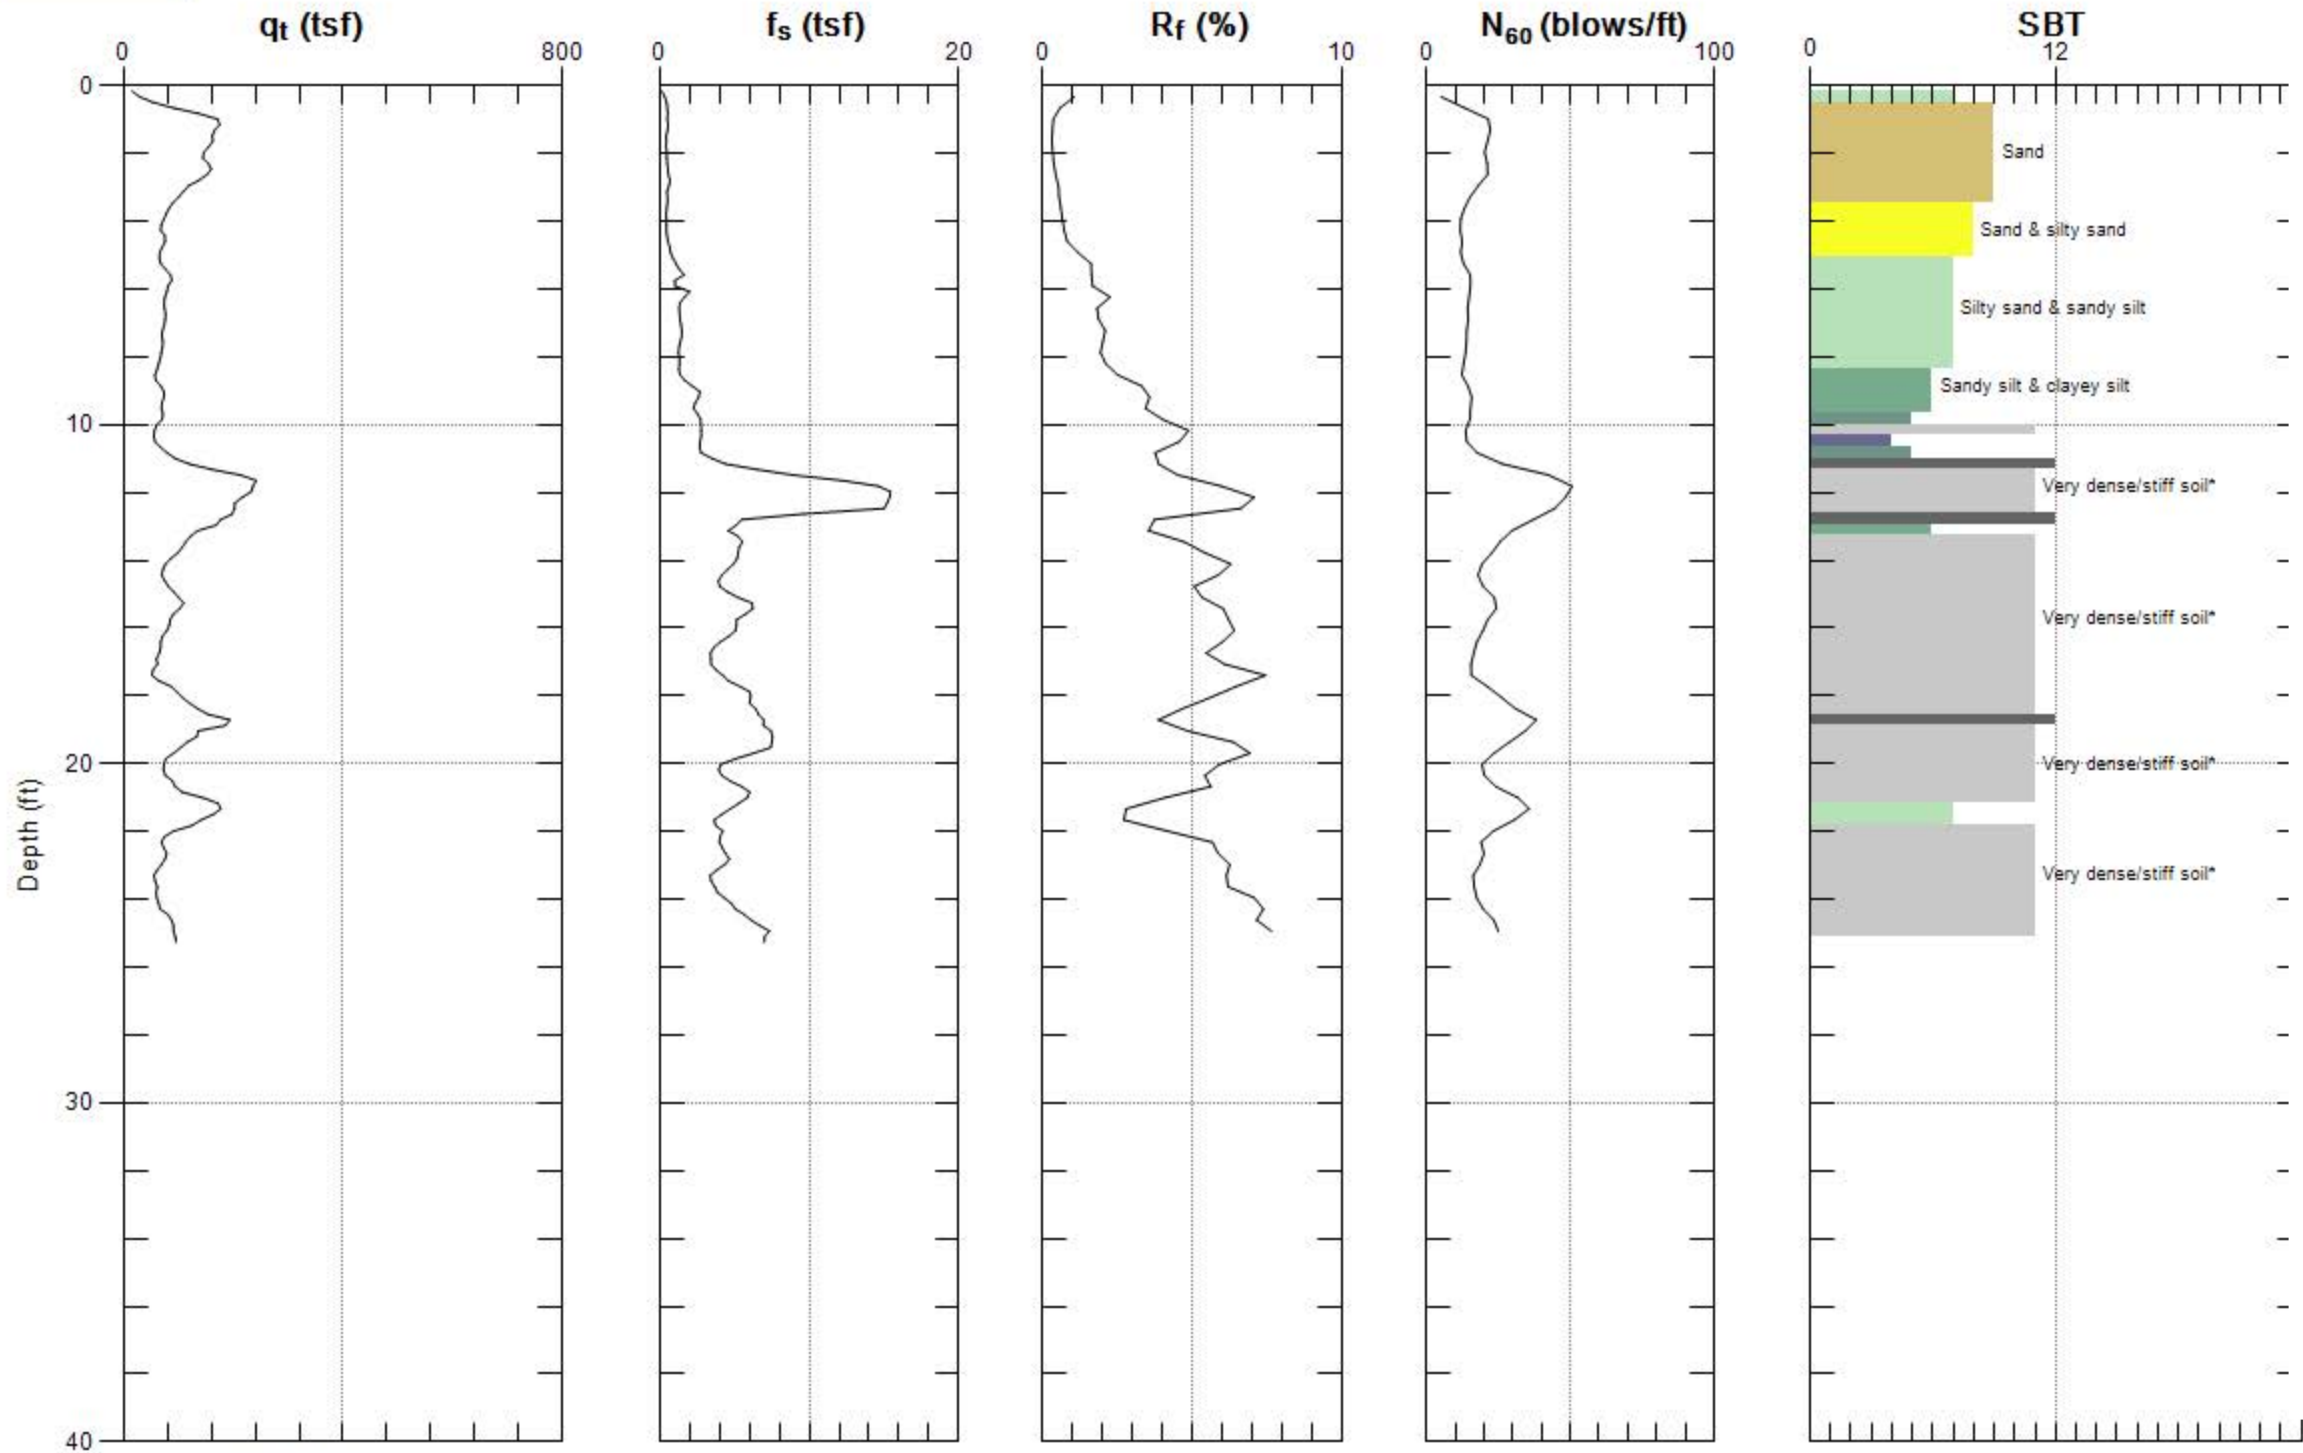 qt (tsf)
fs (tsf)
Rf (%)
N60 (blows/ft)
SBT
0 800
0 20
0 10
0 100
0 12
0
Sand
Sand & silty sand
Silty sand & sandy silt
Sandy silt & clayey silt
10
Very dense/stiff soil*
Very dense/stiff soil*
20
Very dense/stiff soil*
Depth (ft)
Very dense/stiff soil*
30
40